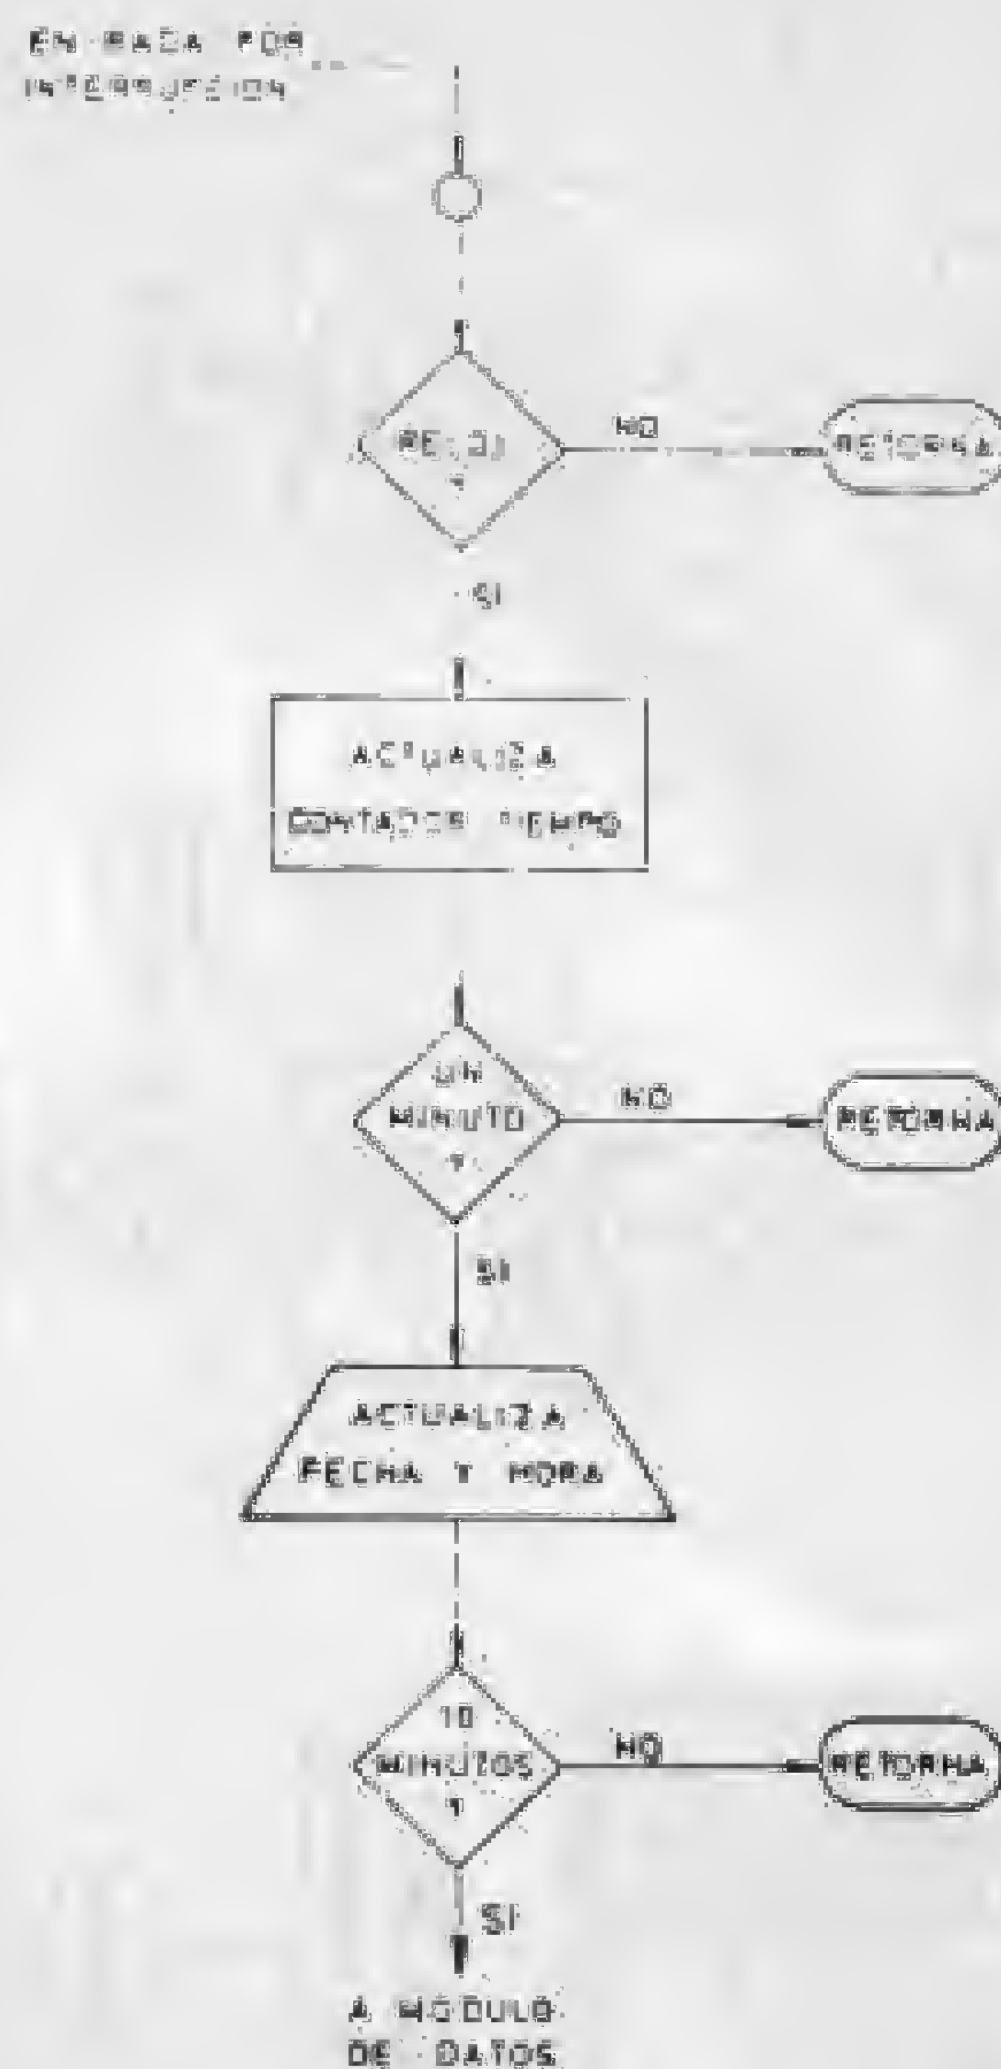 ENTRADA POR
INTERRUPCION
RELOJ
?
NO
RETORNA
SI
ACTUALIZA
CONTADOR TIEMPO
UN
MINUTO
?
NO
RETORNA
SI
ACTUALIZA
FECHA Y HORA
10
MINUTOS
?
NO
RETORNA
SI
A MODULO
DE DATOS